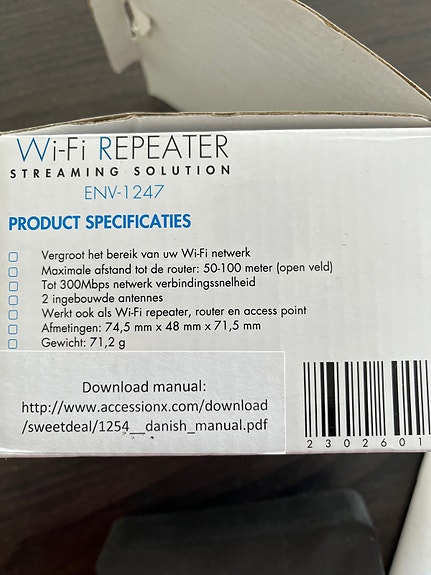 Wi-Fi REPEATER
STREAMING SOLUTION
ENV-1247
PRODUCT SPECIFICATIES
Vergroot het bereik van uw Wi-Fi netwerk
Maximale afstand tot de router: 50-100 meter (open veld)
Tot 300Mbps netwerk verbindingssnelheid
2 ingebouwde antennes
Werkt ook als Wi-Fi repeater, router en access point
Afmetingen: 74,5 mm x 48 mm x 71,5 mm
Gewicht: 71,2 g
Download manual:
http://www.accessionx.com/download
/sweetdeal/1254__danish_manual.pdf
2302601